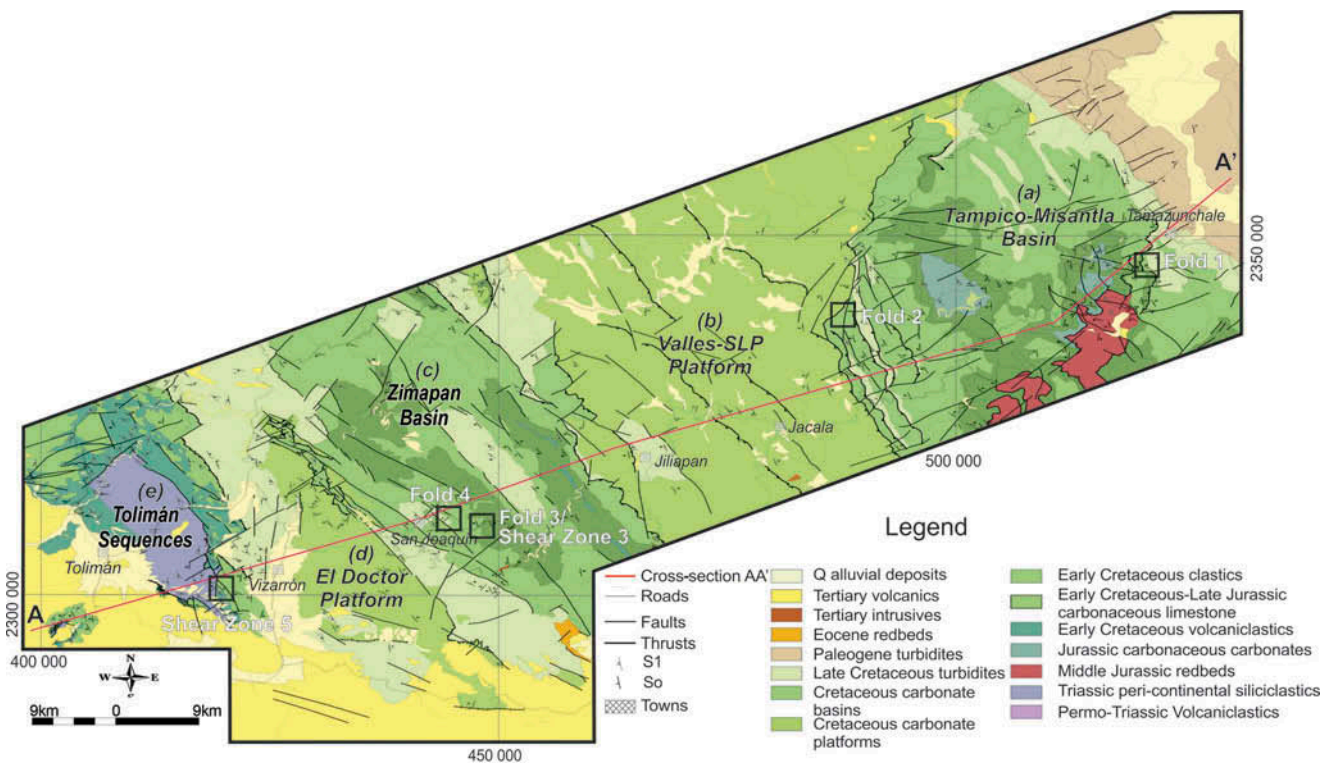 A'
(a)
Tampico-Misantla
Basin
Tamazunchale
2350 000
Fold 1
Fold 2
(b)
Valles-SLP
Platform
(c)
Zimapan
Basin
Jacala
Jiliapan
500 000
Fold 4
Fold 3/
Shear Zone 3
San Joaquín
(e)
Tolimán
Sequences
(d)
El Doctor
Platform
Tolimán
Vizarrón
Shear Zone 5
A
2300 000
400 000
450 000
N
W
E
9km
0
9km
Legend
Cross-section AA'
Roads
Faults
Thrusts
S1
So
Towns
Q alluvial deposits
Tertiary volcanics
Tertiary intrusives
Eocene redbeds
Paleogene turbidites
Late Cretaceous turbidites
Cretaceous carbonate
basins
Cretaceous carbonate
platforms
Early Cretaceous clastics
Early Cretaceous-Late Jurassic
carbonaceous limestone
Early Cretaceous volcaniclastics
Jurassic carbonaceous carbonates
Middle Jurassic redbeds
Triassic peri-continental siliciclastics
Permo-Triassic Volcaniclastics